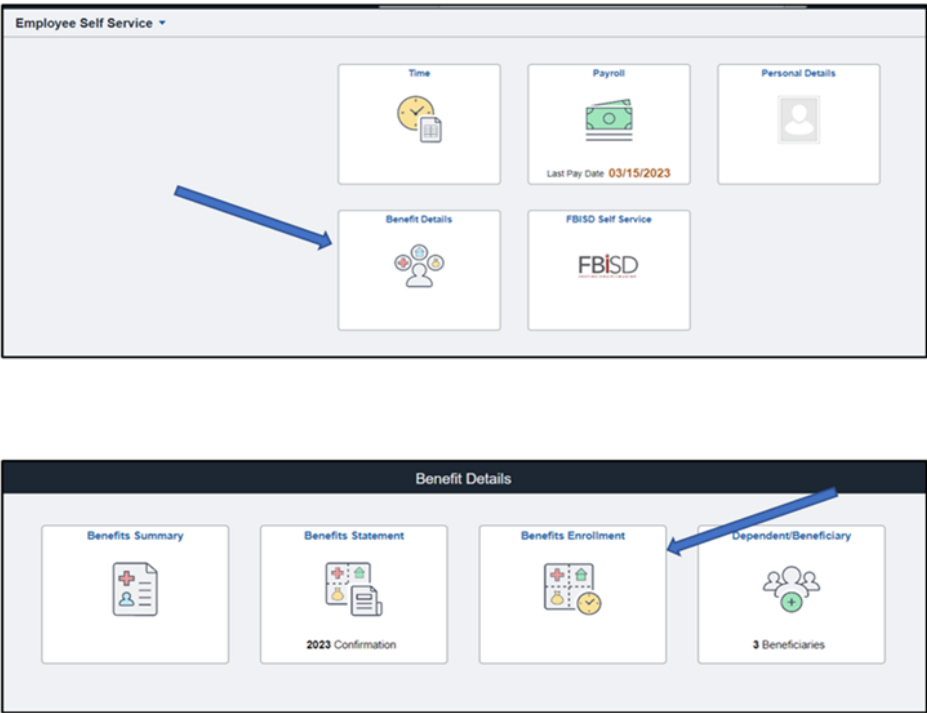 Employee Self Service
Time
Payroll
Personal Details
Last Pay Date 03/15/2023
Benefit Details
FBISD Self Service
FBISD
Benefit Details
Benefits Summary
Benefits Statement
Benefits Enrollment
Dependent/Beneficiary
2023 Confirmation
3 Beneficiaries